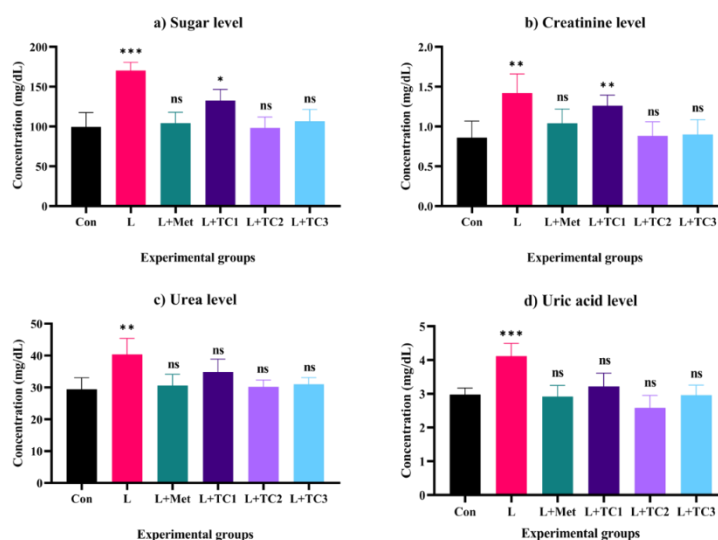 a) Sugar level
Concentration (mg/dL)
200
150
100
50
0
***
ns
*
ns
ns
Con L L+Met L+TC1 L+TC2 L+TC3
Experimental groups
b) Creatinine level
Concentration (mg/dL)
2.0
1.5
1.0
0.5
0.0
**
ns
**
ns
ns
Con L L+Met L+TC1 L+TC2 L+TC3
Experimental groups
c) Urea level
Concentration (mg/dL)
50
40
30
20
10
0
**
ns
ns
ns
ns
Con L L+Met L+TC1 L+TC2 L+TC3
Experimental groups
d) Uric acid level
Concentration (mg/dL)
5
4
3
2
1
0
***
ns
ns
ns
ns
Con L L+Met L+TC1 L+TC2 L+TC3
Experimental groups